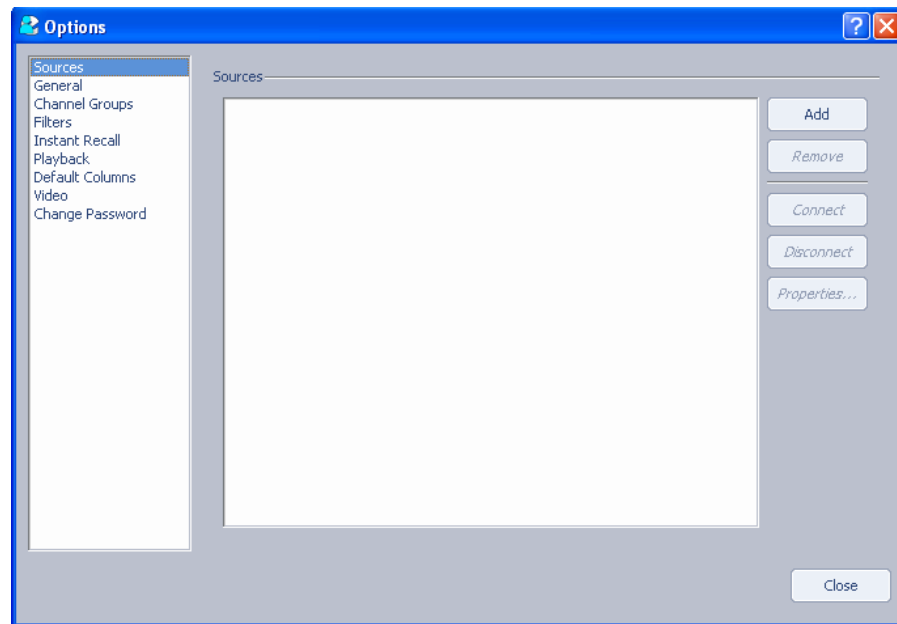 Options
Sources
General
Channel Groups
Filters
Instant Recall
Playback
Default Columns
Video
Change Password
Sources
Add
Remove
Connect
Disconnect
Properties...
Close